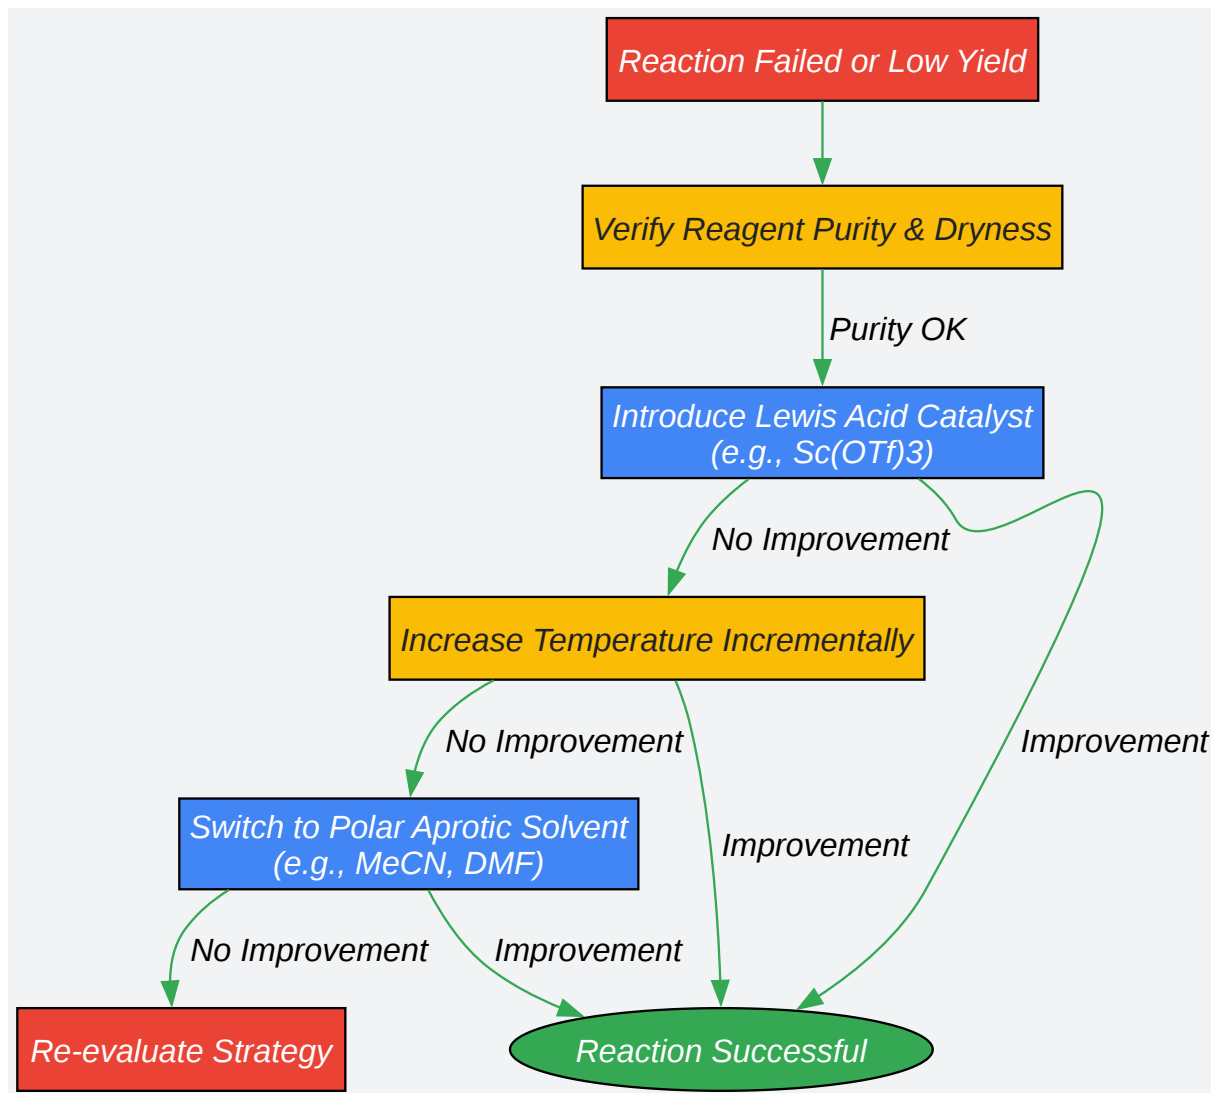 Reaction Failed or Low Yield
Verify Reagent Purity & Dryness
Purity OK
Introduce Lewis Acid Catalyst
(e.g., Sc(OTf)3)
No Improvement
Increase Temperature Incrementally
No Improvement
Improvement
Switch to Polar Aprotic Solvent
(e.g., MeCN, DMF)
Improvement
No Improvement
Improvement
Re-evaluate Strategy
Reaction Successful